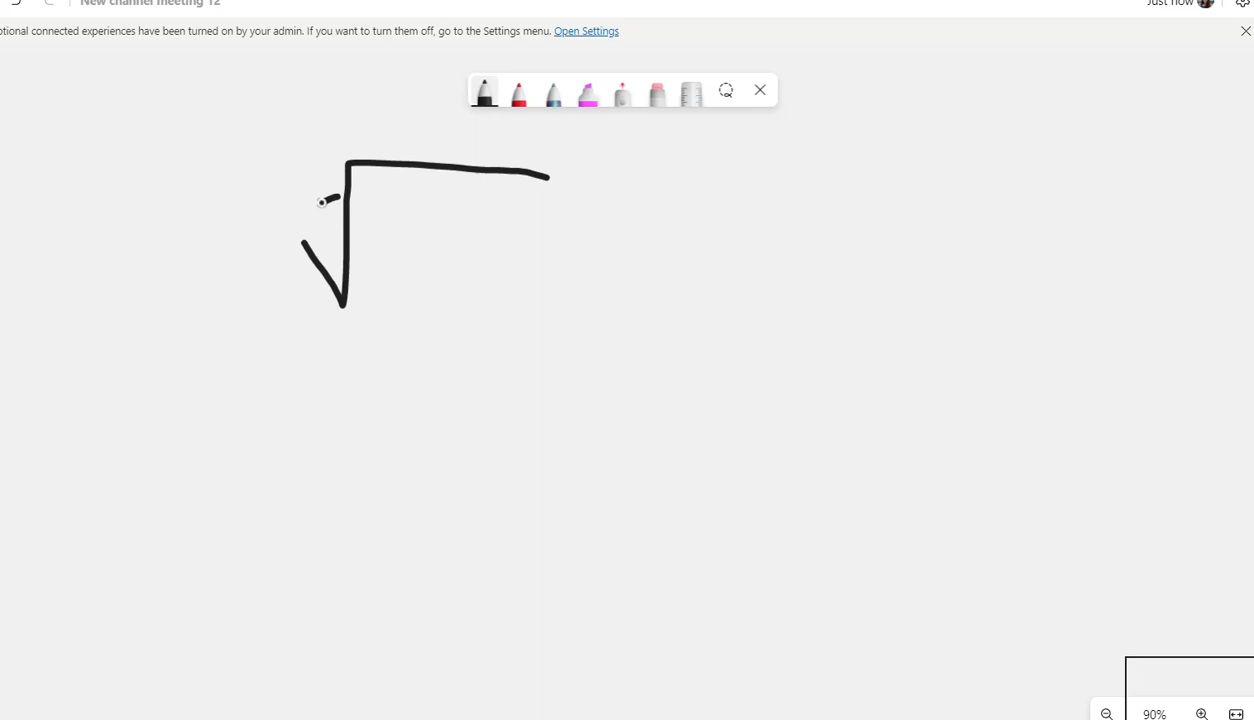 New channel meeting 12
Just now
ptional connected experiences have been turned on by your admin. If you want to turn them off, go to the Settings menu. Open Settings
√
90%